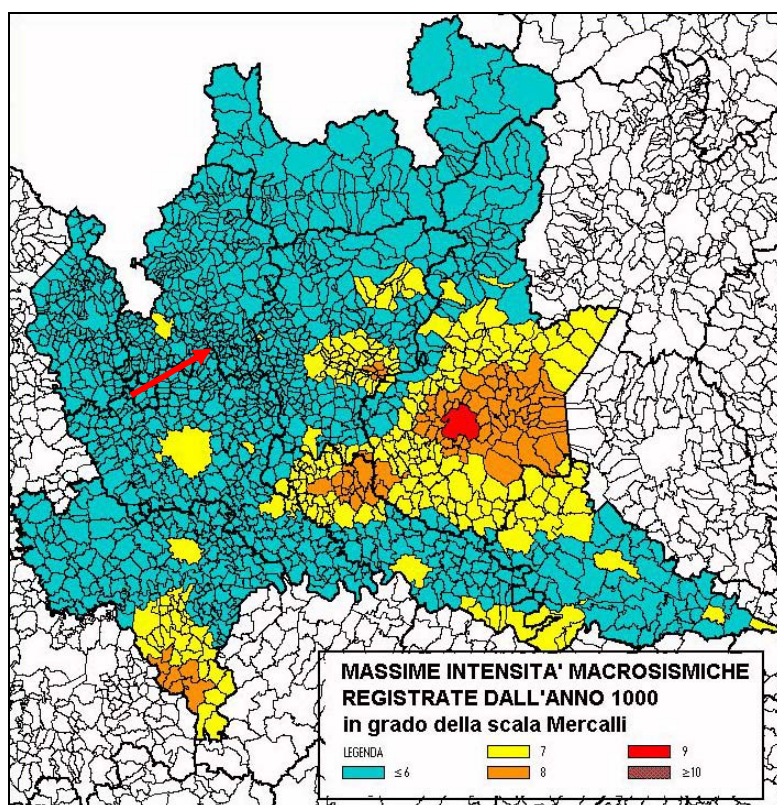 MASSIME INTENSITA' MACROSISMICHE
REGISTRATE DALL'ANNO 1000
in grado della scala Mercalli
LEGENDA
7
9
≤6
8
≥10